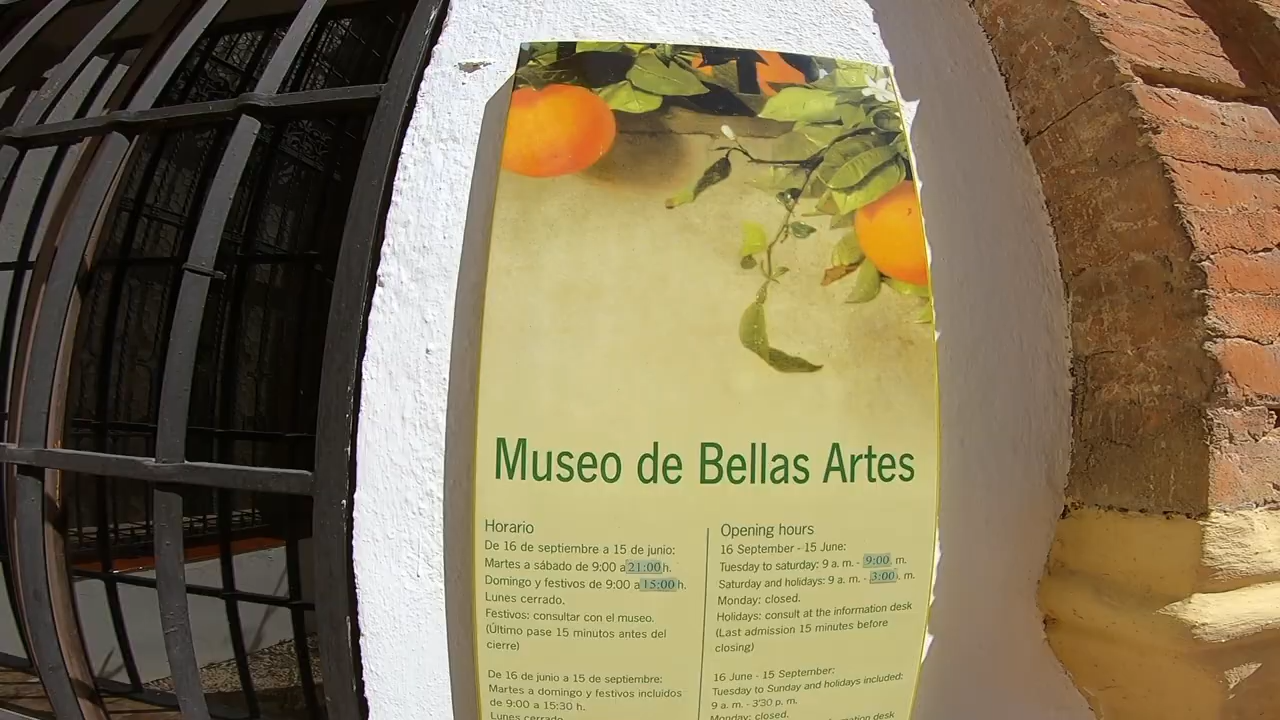 Museo de Bellas Artes
Horario
De 16 de septiembre a 15 de junio:
Martes a sábado de 9:00 a 21:00 h.
Domingo y festivos de 9:00 a 15:00 h.
Lunes cerrado.
Festivos: consultar con el museo.
(Último pase 15 minutos antes del
cierre)
De 16 de junio a 15 de septiembre:
Martes a domingo y festivos incluidos
de 9:00 a 15:30 h.
Lunes cerrado
Opening hours
16 September - 15 June:
Tuesday to saturday: 9 a. m. - 9:00 m.
Saturday and holidays: 9 a. m. - 3:00 m.
Monday: closed.
Holidays: consult at the information desk
(Last admission 15 minutes before
closing)
16 June - 15 September:
Tuesday to Sunday and holidays included:
9 a. m. - 3'30 p. m.
Monday: closed.
information desk